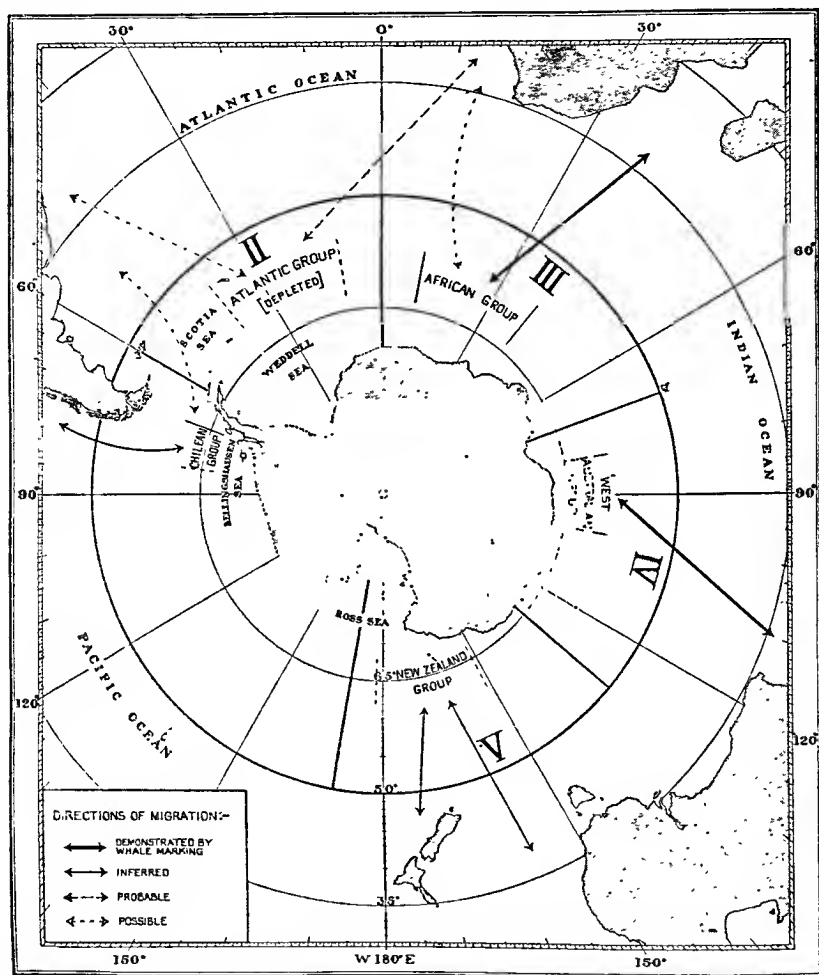 30°
0°
30°
ATLANTIC OCEAN
II
ATLANTIC GROUP
[DEPLETED]
AFRICAN GROUP
III
60°
60°
SCOTIA
SEA
WEDDELL
SEA
INDIAN OCEAN
CHILEAN
GROUP
BELLINGSHAUSEN
SEA
WEST
90°
90°
IV
ROSS SEA
NEW ZEALAND
GROUP
V
PACIFIC OCEAN
120°
120°
50°
35°
DIRECTIONS OF MIGRATION:-
DEMONSTRATED BY
WHALE MARKING
INFERRED
PROBABLE
POSSIBLE
150°
W 180° E
150°